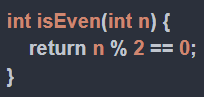 int isEven(int n) {
    return n % 2 == 0;
}